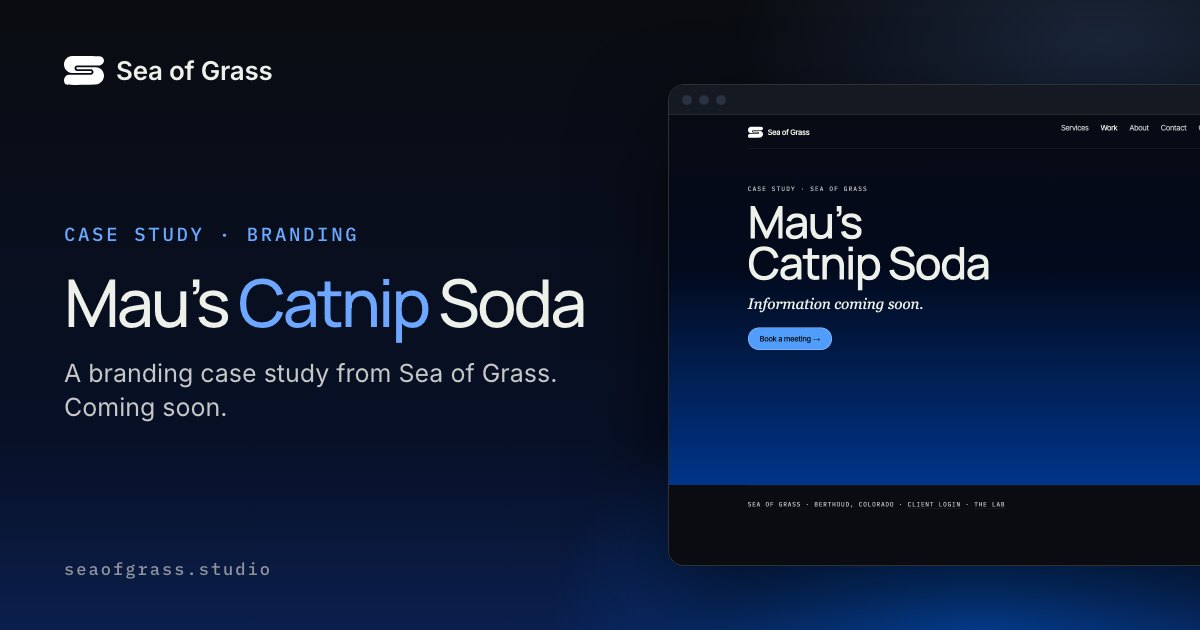 Sea of Grass
CASE STUDY · BRANDING
Mau’s Catnip Soda
A branding case study from Sea of Grass.
Coming soon.
seaofgrass.studio
Sea of Grass
Services Work About Contact
CASE STUDY · SEA OF GRASS
Mau’s
Catnip Soda
Information coming soon.
Book a meeting →
SEA OF GRASS · BERTHOUD, COLORADO · CLIENT LOGIN · THE LAB